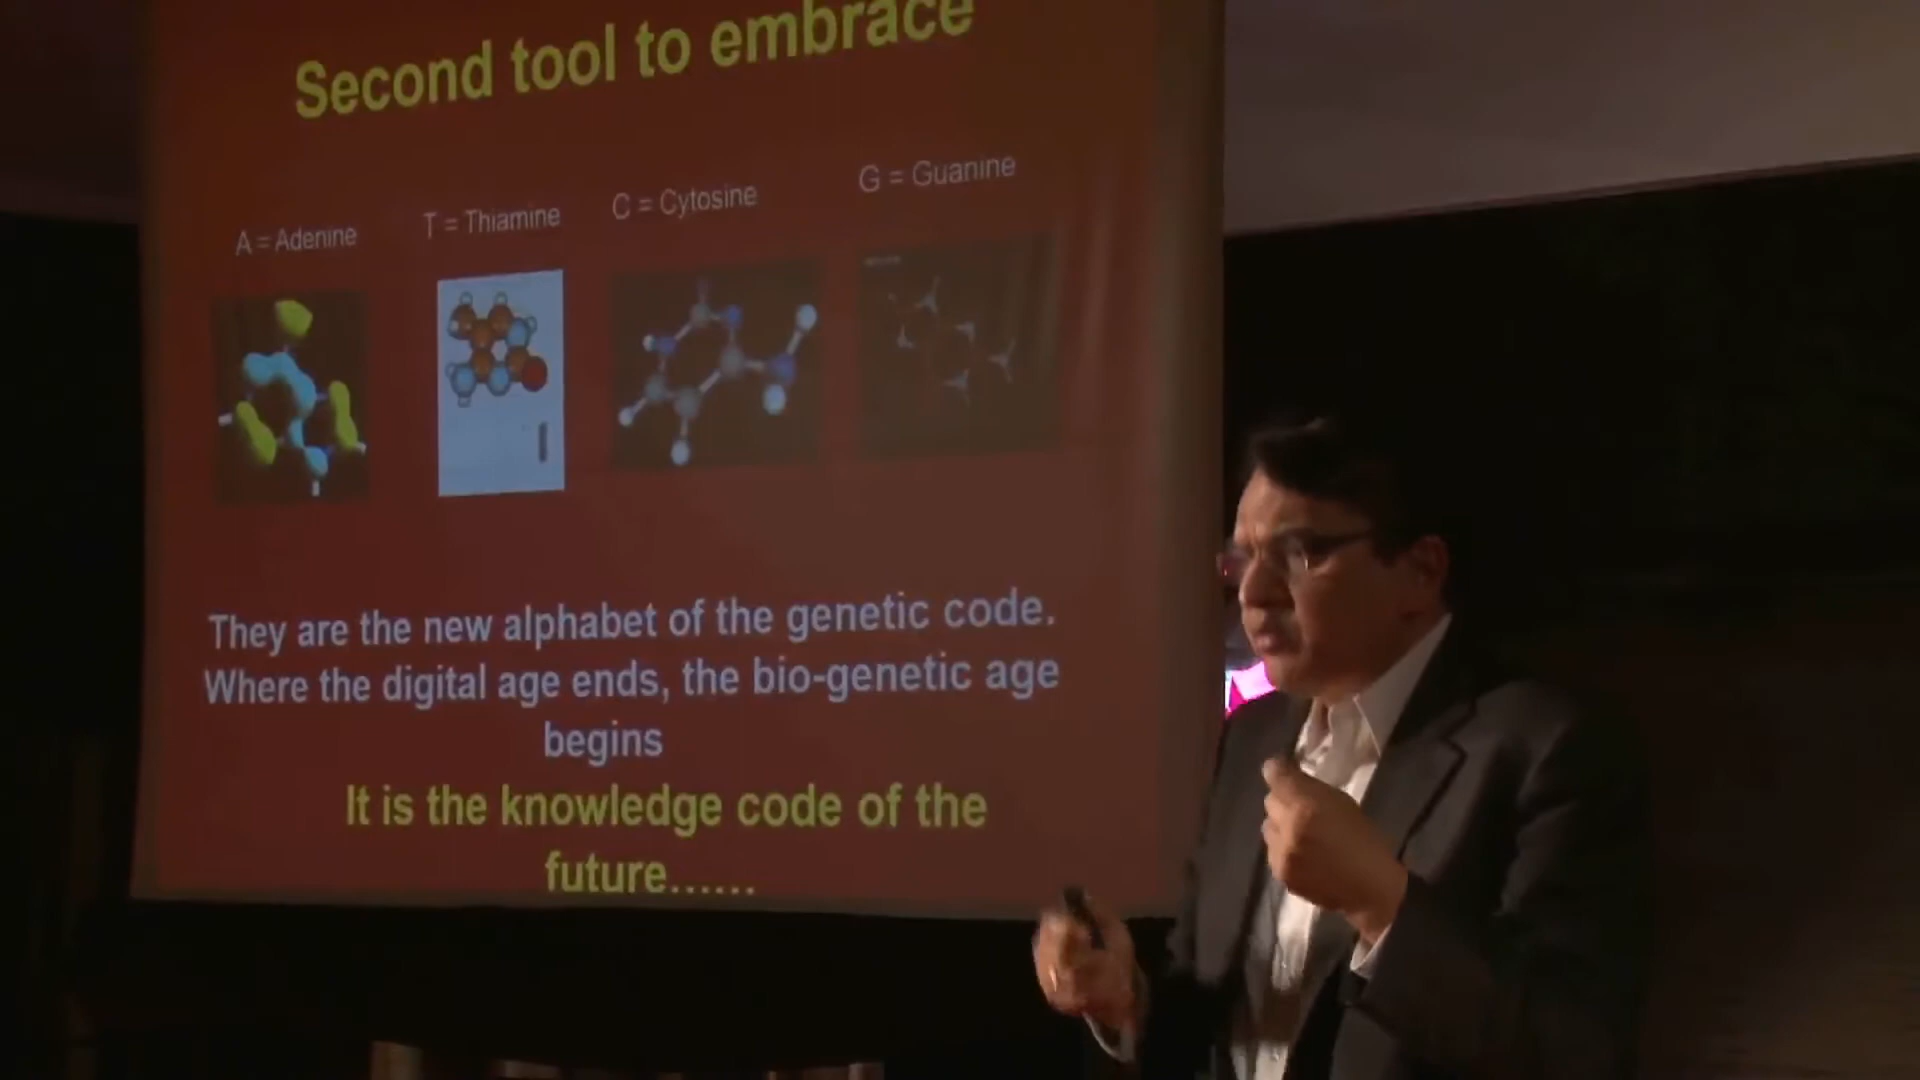 Second tool to embrace
A = Adenine
T = Thiamine
C = Cytosine
G = Guanine
They are the new alphabet of the genetic code.
Where the digital age ends, the bio-genetic age
begins
It is the knowledge code of the
future......